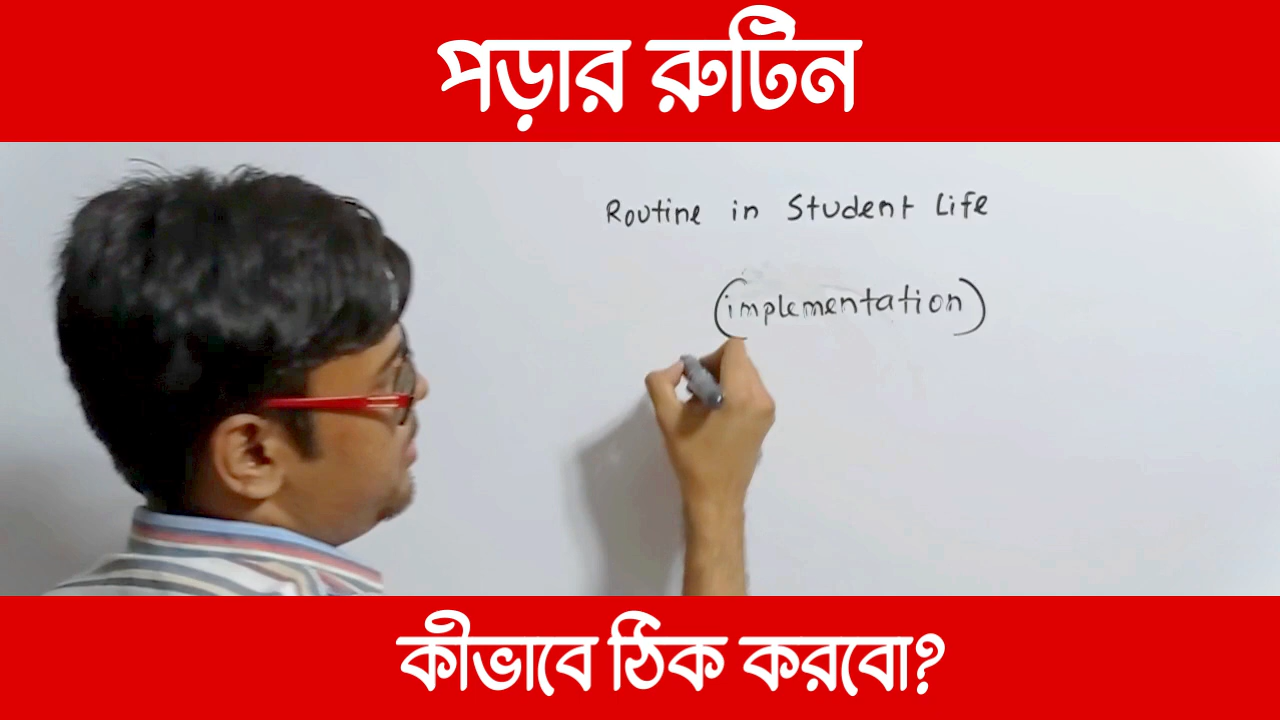 পড়ার রুটিন
Routine in Student Life
(implementation)
কীভাবে ঠিক করবো?